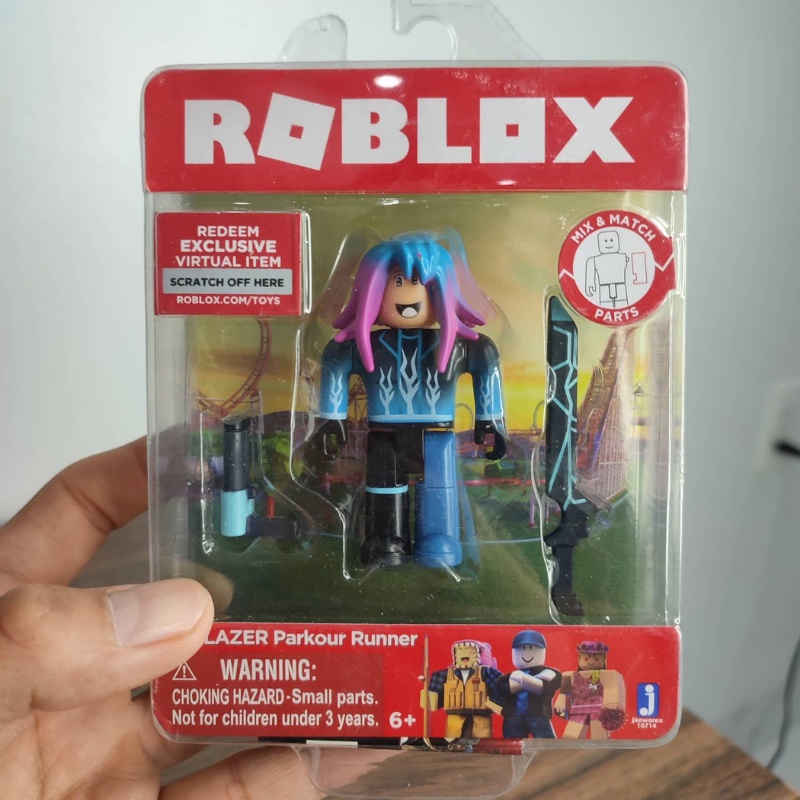 ROBLOX
REDEEM
EXCLUSIVE
VIRTUAL ITEM
SCRATCH OFF HERE
ROBLOX.COM/TOYS
MIX & MATCH
PARTS
LAZER Parkour Runner
WARNING:
CHOKING HAZARD-Small parts.
Not for children under 3 years. 6+
jazwares
10714